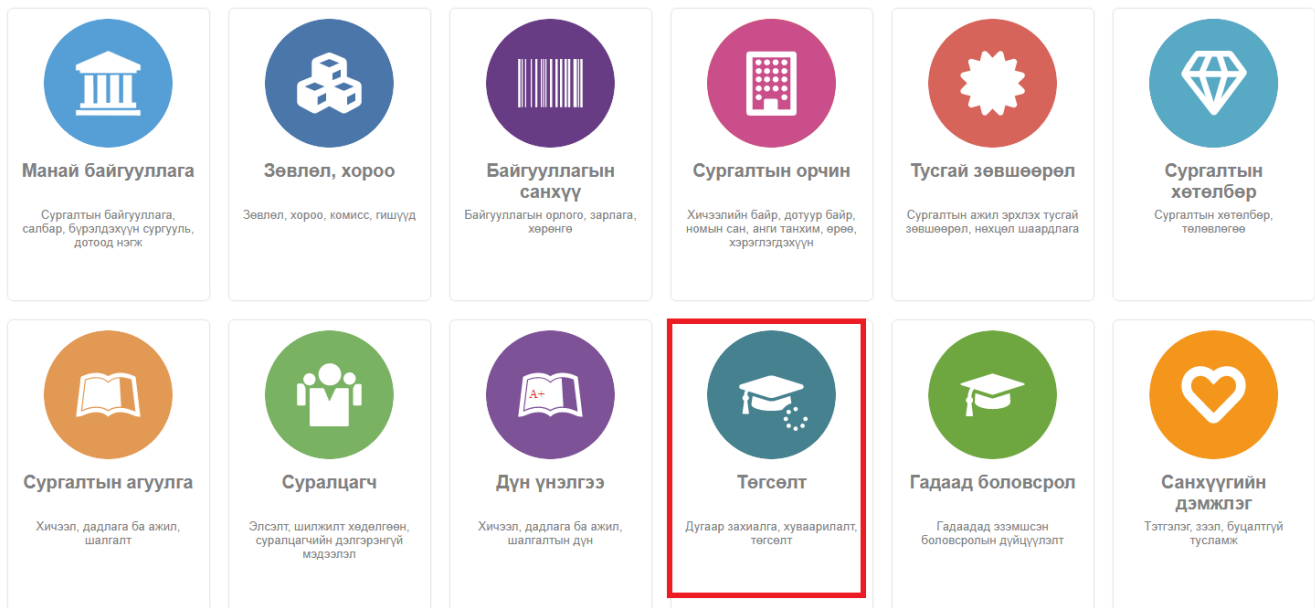 Манай байгууллага
Сургалтын байгууллага,
салбар, бүрэлдэхүүн сургууль,
дотоод нэгж
Зөвлөл, хороо
Зөвлөл, хороо, комисс, гишүүд
Байгууллагын
санхүү
Байгууллагын орлого, зарлага,
хөрөнгө
Сургалтын орчин
Хичээлийн байр, дотуур байр,
номын сан, анги танхим, өрөө,
хэрэглэгдэхүүн
Тусгай зөвшөөрөл
Сургалтын ажил эрхлэх тусгай
зөвшөөрөл, нөхцөл шаардлага
Сургалтын
хөтөлбөр
Сургалтын хөтөлбөр,
төлөвлөгөө
Сургалтын агуулга
Хичээл, дадлага ба ажил,
шалгалт
Суралцагч
Элсэлт, шилжилт хөдөлгөөн,
суралцагчийн дэлгэрэнгүй
мэдээлэл
A+
Дүн үнэлгээ
Хичээл, дадлага ба ажил,
шалгалтын дүн
Төгсөлт
Дугаар захиалга, хуваарилалт,
төгсөлт
Гадаад боловсрол
Гадаадад эзэмшсэн
боловсролын дүйцүүлэлт
Санхүүгийн
дэмжлэг
Тэтгэлэг, зээл, буцалтгүй
тусламж